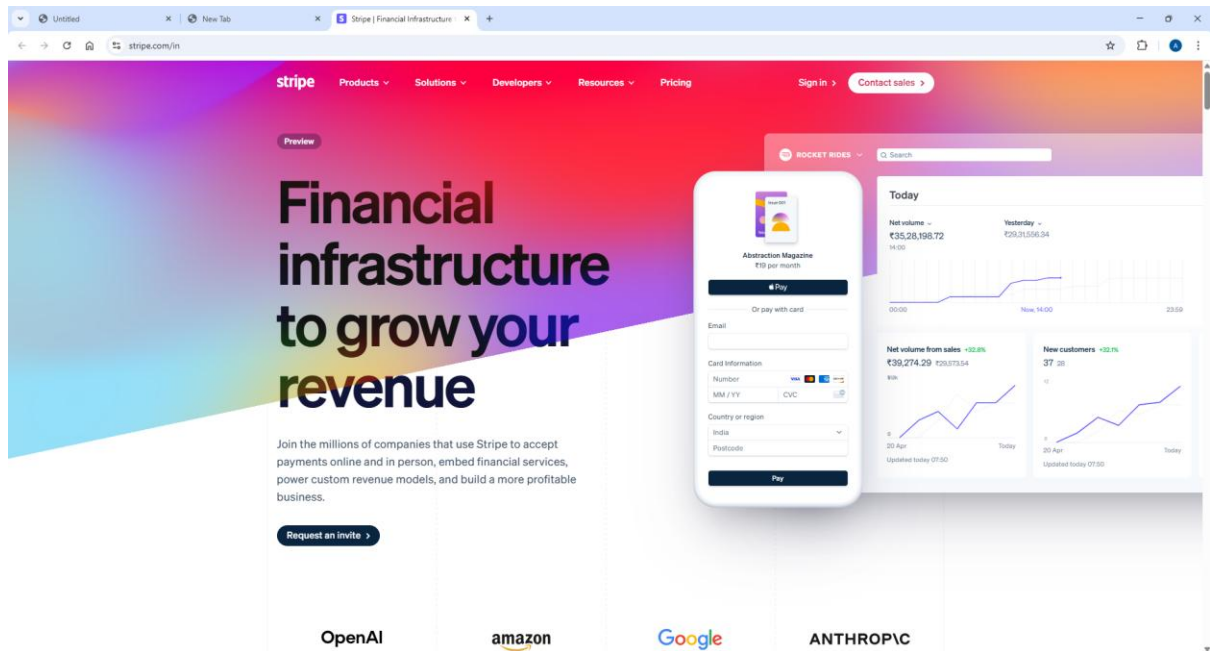 Untitled
New Tab
Stripe | Financial Infrastructure
stripe.com/in
stripe
Products
Solutions
Developers
Resources
Pricing
Sign in
Contact sales
Preview
Financial
infrastructure
to grow your
revenue
Join the millions of companies that use Stripe to accept
payments online and in person, embed financial services,
power custom revenue models, and build a more profitable
business.
Request an invite
Abstraction Magazine
₹19 per month
Pay
Or pay with card
Email
Card Information
Number
VISA
MM / YY CVC
Country or region
India
Postcode
Pay
ROCKET RIDES
Search
Today
Net volume
₹35,28,198.72
14:00
Yesterday
₹29,31,556.34
00:00 Now, 14:00 23:59
Net volume from sales +32.8%
₹39,274.29 ₹29,573.54
20 Apr Today
Updated today 07:50
New customers +32.1%
37 28
20 Apr Today
Updated today 07:50
OpenAI
amazon
Google
ANTHROP\C